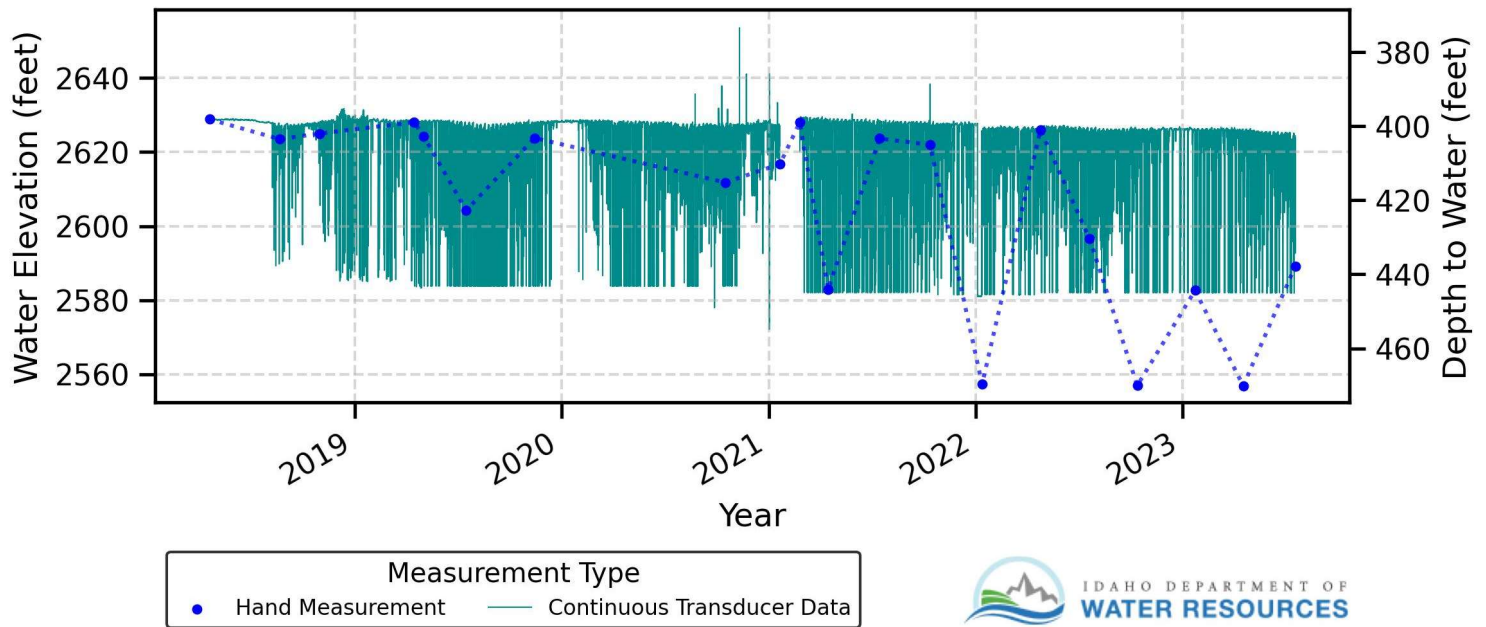 Water Elevation (feet)
2640
2620
2600
2580
2560
380
400
420
440
460
Depth to Water (feet)
2019
2020
2021
2022
2023
Year
Measurement Type
Hand Measurement
Continuous Transducer Data
IDAHO DEPARTMENT OF
WATER RESOURCES